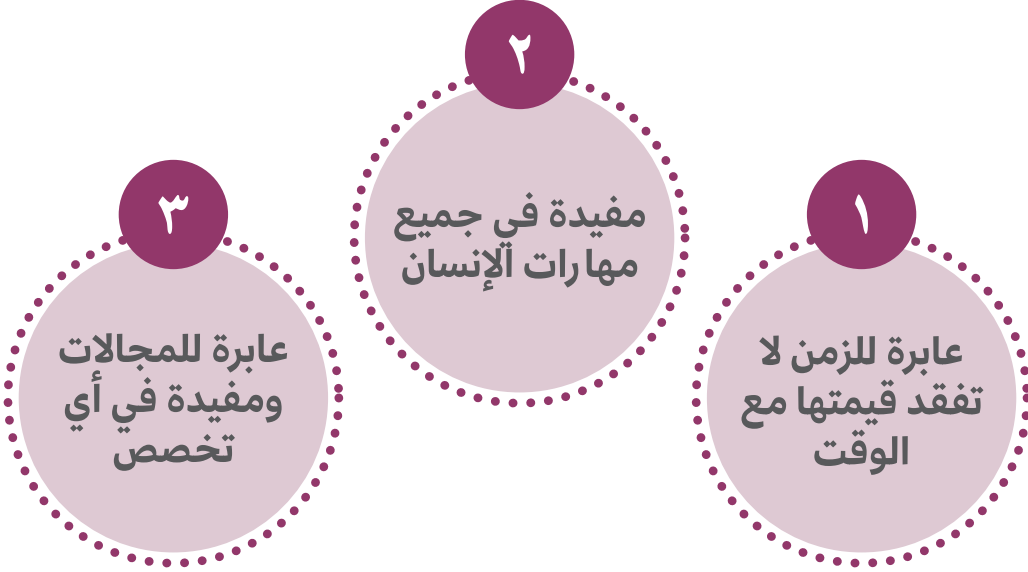 ١
عابرة للزمن لا
تفقد قيمتها مع
الوقت
٢
مفيدة في جميع
مهارات الإنسان
٣
عابرة للمجالات
ومفيدة في أي
تخصص